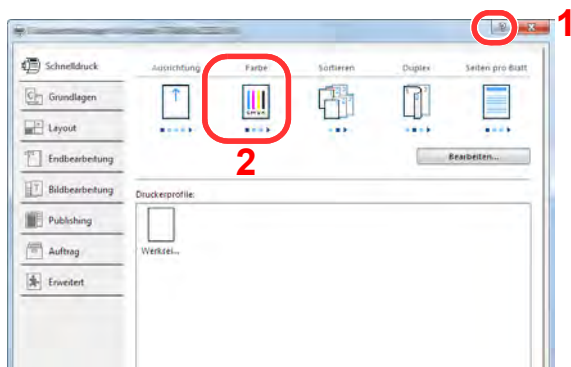 ? X 1
Schnelldruck
Ausrichtung Farbe Sortieren Duplex Seiten pro Blatt
Grundlagen
Layout
CMYK
Endbearbeitung
2
Bearbeiten...
Bildbearbeitung
Druckerprofile:
Publishing
Auftrag
Werksei...
Erweitert